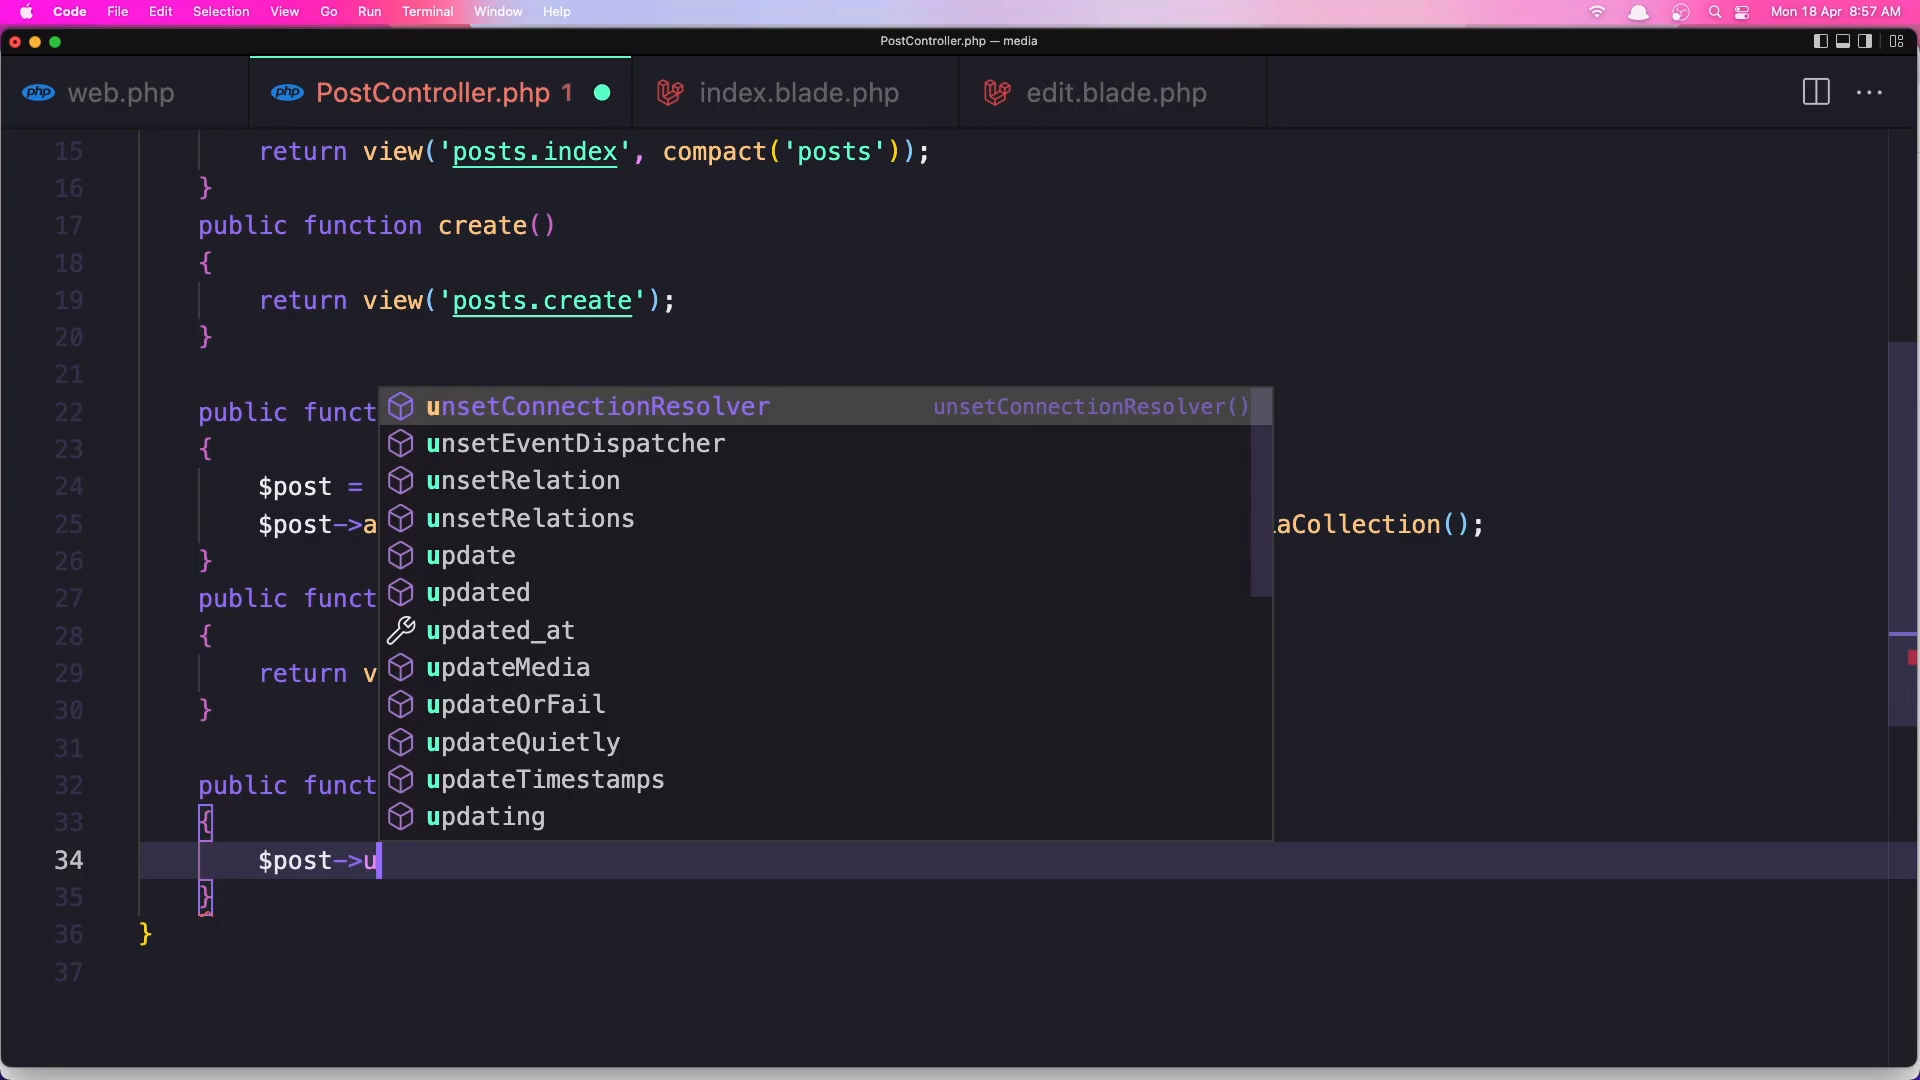 Code File Edit Selection View Go Run Terminal Window Help Mon 18 Apr 8:57 AM
PostController.php — media
php web.php php PostController.php 1 index.blade.php edit.blade.php ...
15 return view('posts.index', compact('posts'));
16 }
17 public function create()
18 {
19 return view('posts.create');
20 }
21
22 public funct
23 {
24 $post =
25 $post->a aCollection();
26 }
27 public funct
28 {
29 return v
30 }
31
32 public funct
33 {
34 $post->u
35 }
36 }
37
unsetConnectionResolver unsetConnectionResolver()
unsetEventDispatcher
unsetRelation
unsetRelations
update
updated
updated_at
updateMedia
updateOrFail
updateQuietly
updateTimestamps
updating